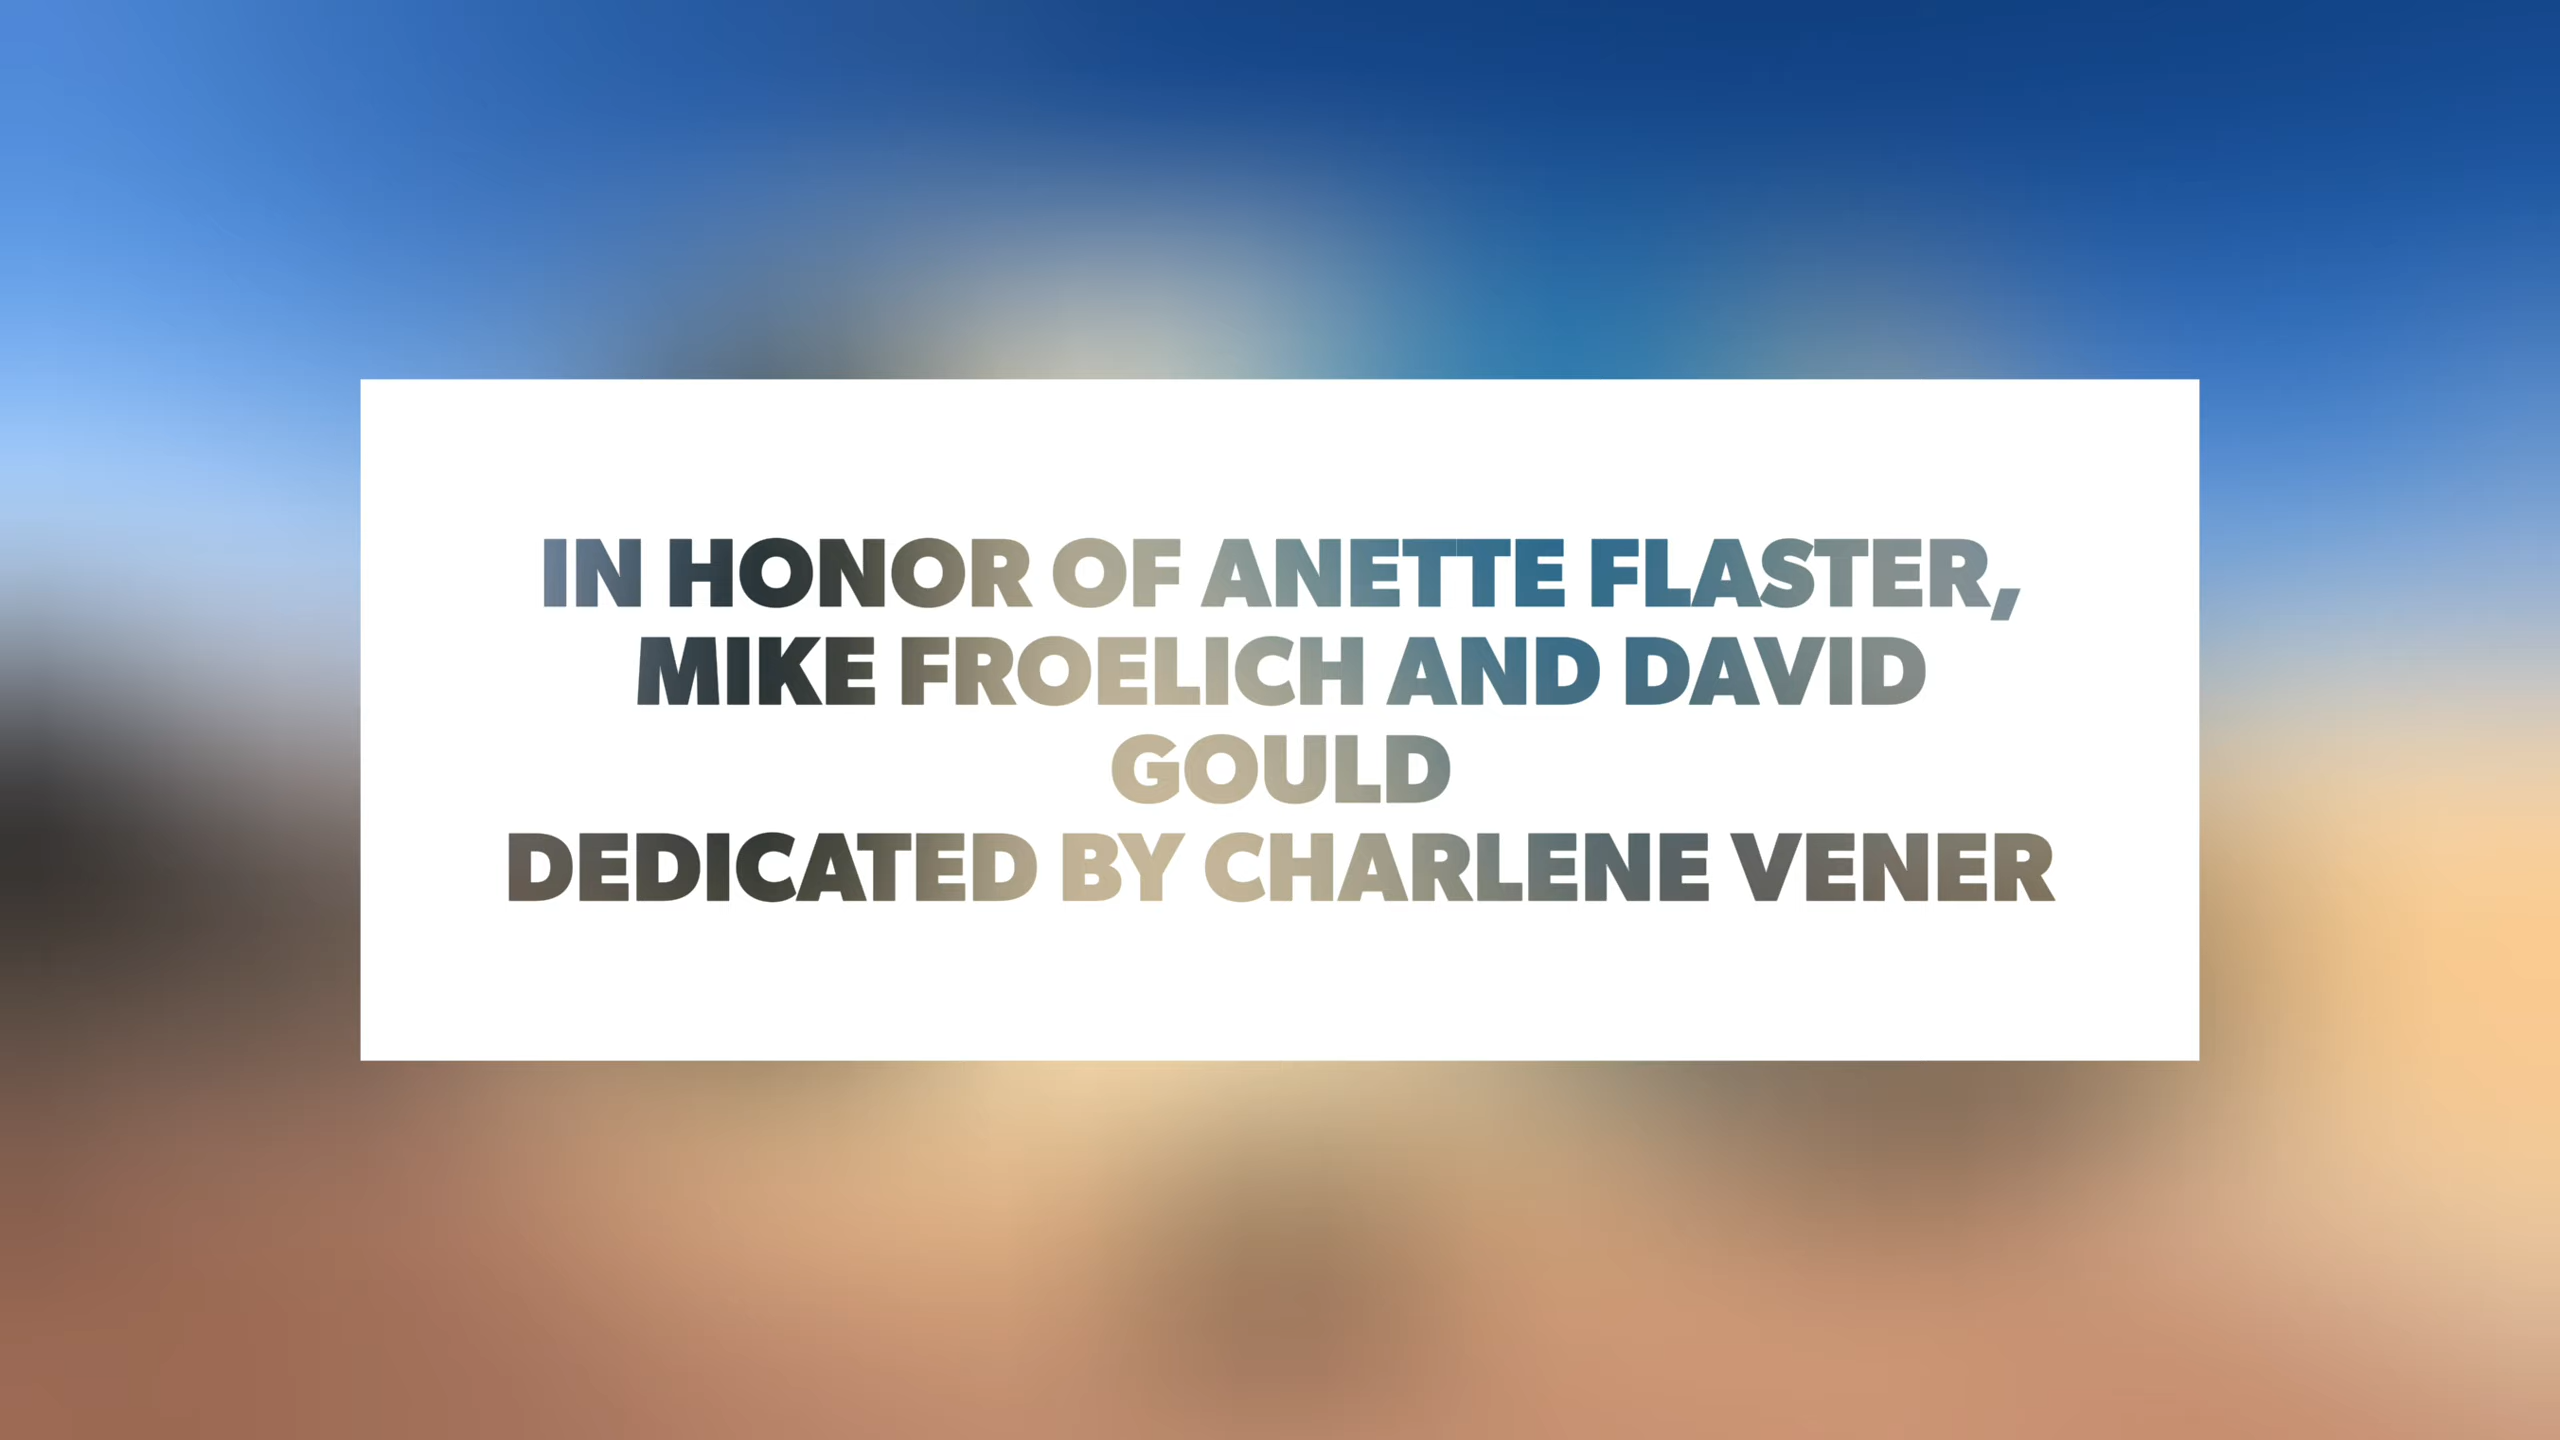 IN HONOR OF ANETTE FLASTER,
MIKE FROELICH AND DAVID
GOULD
DEDICATED BY CHARLENE VENER